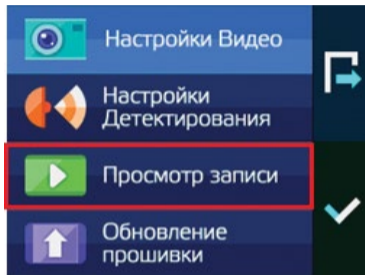 Настройки Видео
Настройки
Детектирования
Просмотр записи
Обновление
прошивки